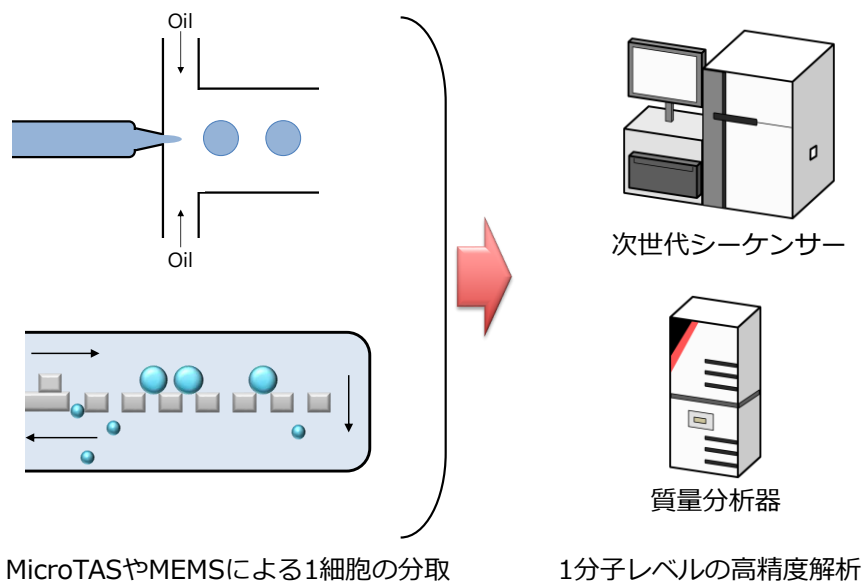 Oil
Oil
次世代シーケンサー
質量分析器
MicroTASやMEMSによる1細胞の分取
1分子レベルの高精度解析